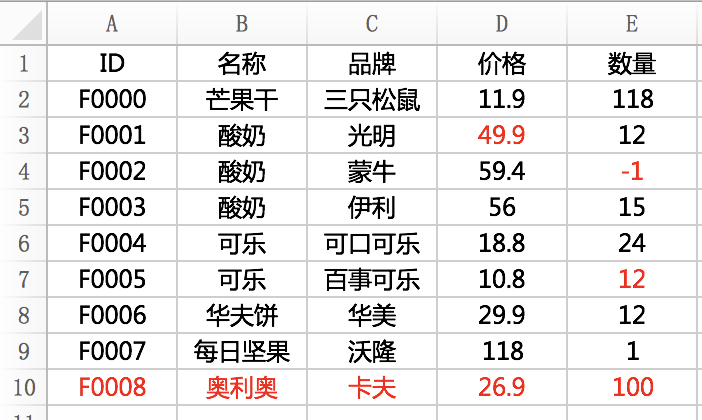 A B C D E
1 ID 名称 品牌 价格 数量
2 F0000 芒果干 三只松鼠 11.9 118
3 F0001 酸奶 光明 49.9 12
4 F0002 酸奶 蒙牛 59.4 -1
5 F0003 酸奶 伊利 56 15
6 F0004 可乐 可口可乐 18.8 24
7 F0005 可乐 百事可乐 10.8 12
8 F0006 华夫饼 华美 29.9 12
9 F0007 每日坚果 沃隆 118 1
10 F0008 奥利奥 卡夫 26.9 100